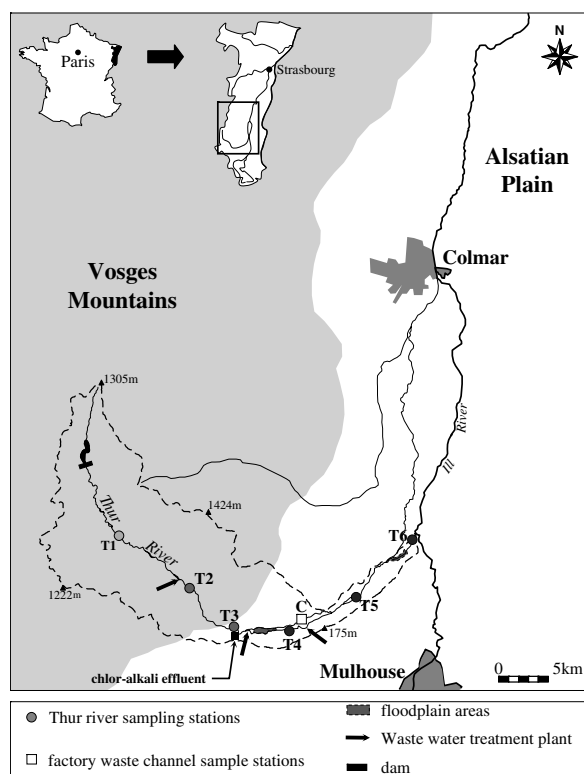 Paris
Strasbourg
N
Alsatian
Plain
Colmar
Vosges
Mountains
1305m
Ill River
1424m
Thur River
T1
T2
T6
1222m
T3
C
T5
T4
175m
chlor-alkali effluent
Mulhouse
0 5km
Thur river sampling stations
floodplain areas
Waste water treatment plant
factory waste channel sample stations
dam